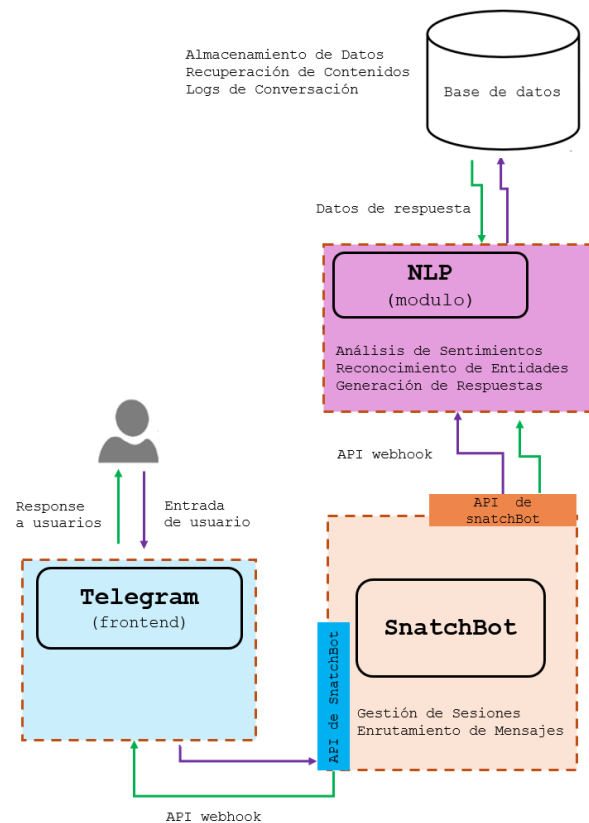 Almacenamiento de Datos
Recuperación de Contenidos
Logs de Conversación
Base de datos
Datos de respuesta
NLP
(modulo)
Análisis de Sentimientos
Reconocimiento de Entidades
Generación de Respuestas
API webhook
API de
snatchBot
Response
a usuarios
Entrada
de usuario
Telegram
(frontend)
SnatchBot
API de SnatchBot
Gestión de Sesiones
Enrutamiento de Mensajes
API webhook